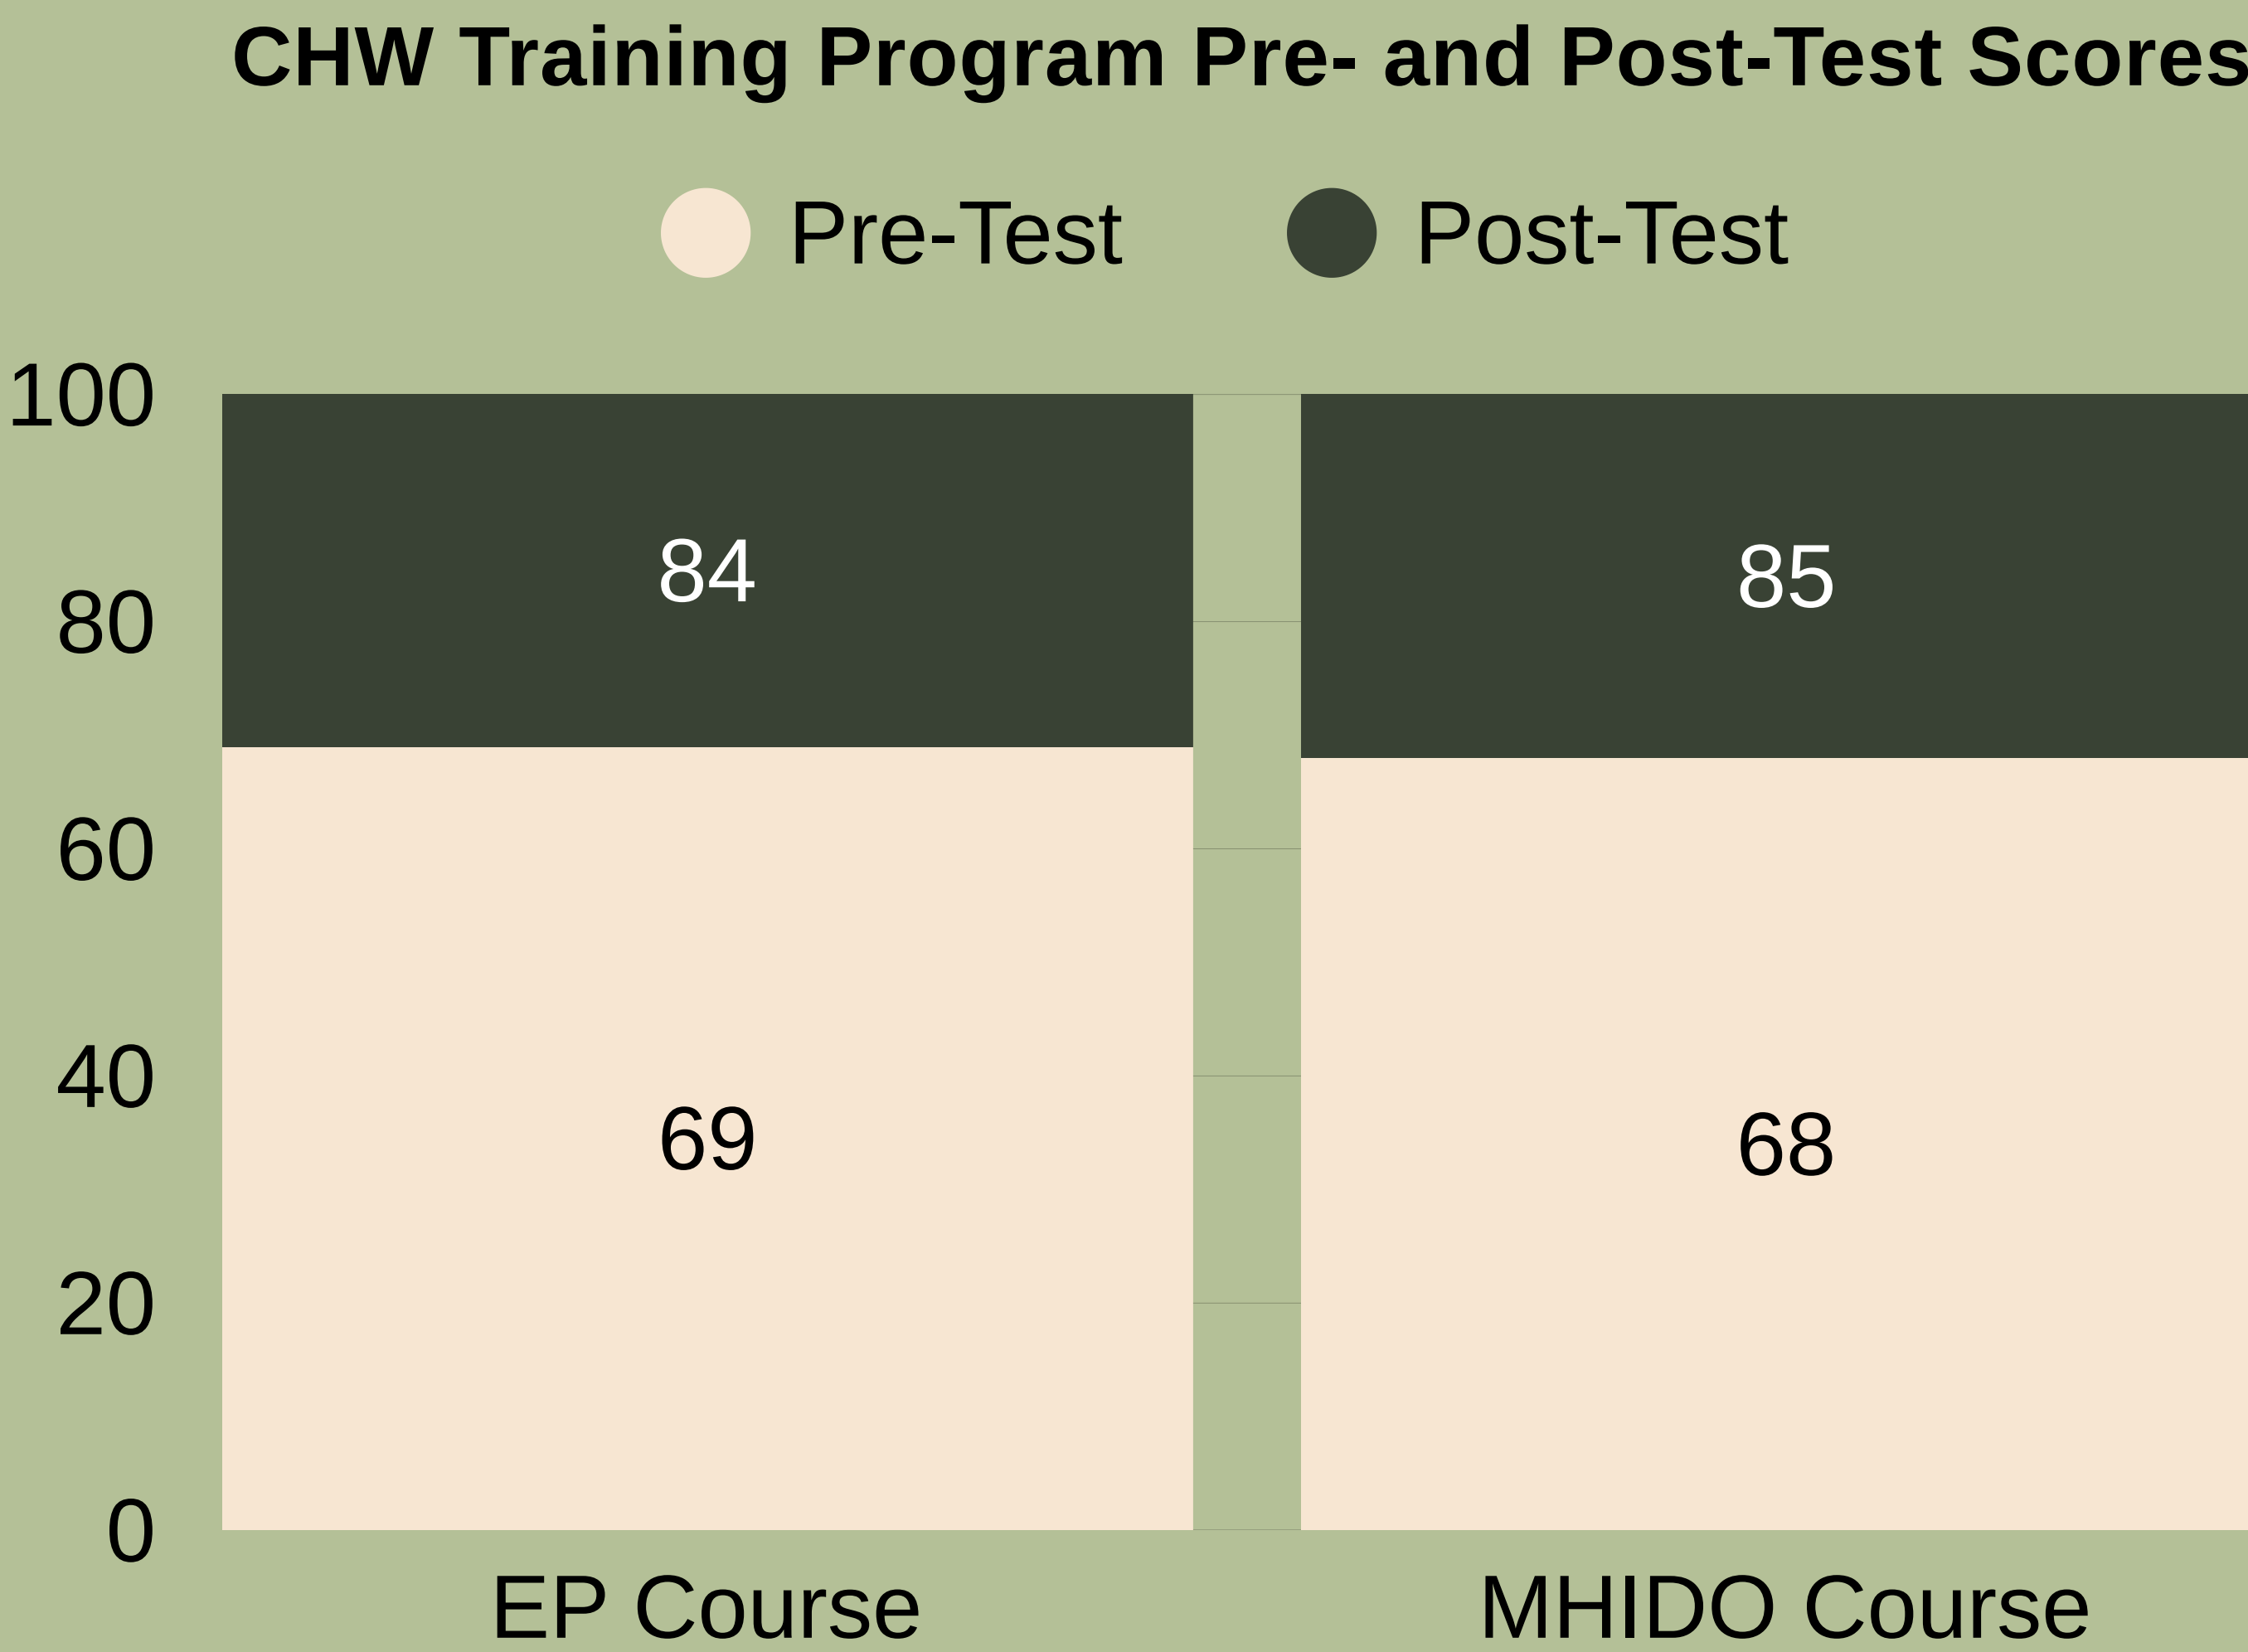 CHW Training Program Pre- and Post-Test Scores
Pre-Test Post-Test
100
84 85
80
60
40
69 68
20
0
EP Course MHIDO Course